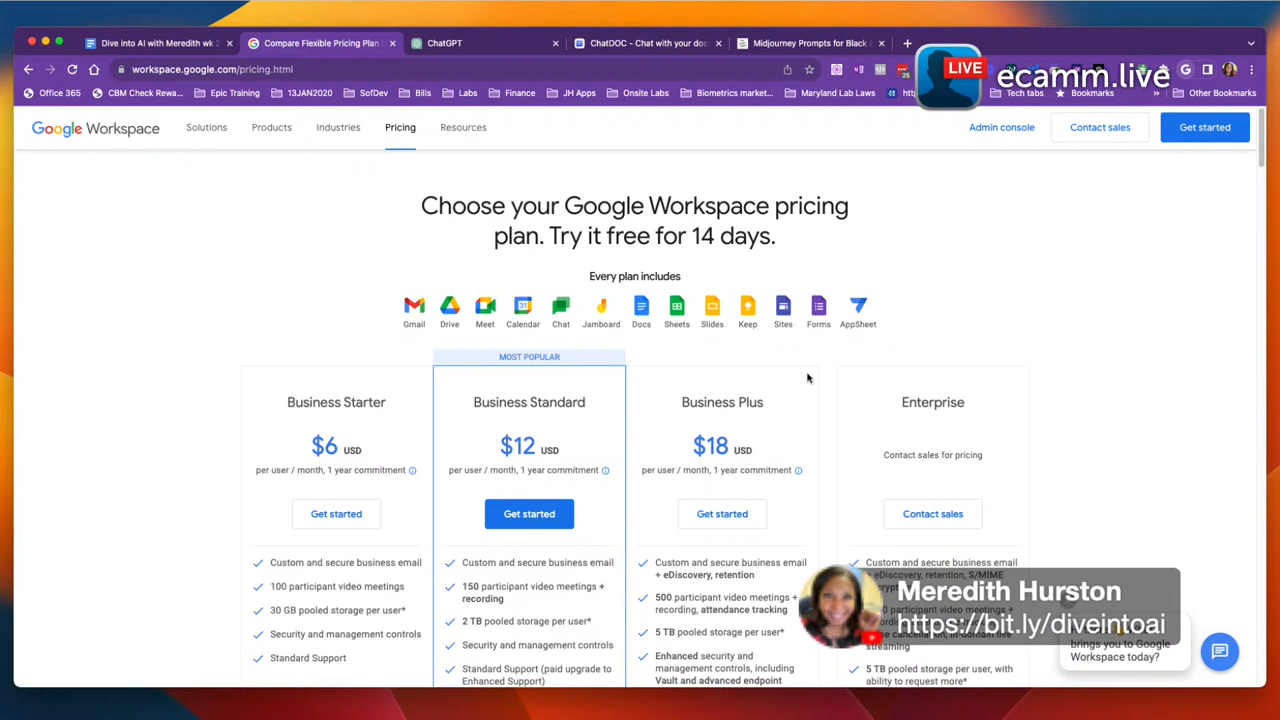 Dive into AI with Meredith wk 2
Compare Flexible Pricing Plan
ChatGPT
ChatDOC - Chat with your doc
Midjourney Prompts for Black &
workspace.google.com/pricing.html
LIVE
ecamm.live
Office 365
CBM Check Rewa...
Epic Training
13JAN2020
SofDev
Bills
Labs
Finance
JH Apps
Onsite Labs
Biometrics market...
Maryland Lab Laws
Tech tabs
Bookmarks
Other Bookmarks
Google Workspace
Solutions
Products
Industries
Pricing
Resources
Admin console
Contact sales
Get started
Choose your Google Workspace pricing
plan. Try it free for 14 days.
Every plan includes
31
Gmail
Drive
Meet
Calendar
Chat
Jamboard
Docs
Sheets
Slides
Keep
Sites
Forms
AppSheet
MOST POPULAR
Business Starter
$6 USD
per user / month, 1 year commitment
Get started
Custom and secure business email
100 participant video meetings
30 GB pooled storage per user*
Security and management controls
Standard Support
Business Standard
$12 USD
per user / month, 1 year commitment
Get started
Custom and secure business email
150 participant video meetings +
recording
2 TB pooled storage per user*
Security and management controls
Standard Support (paid upgrade to
Enhanced Support)
Business Plus
$18 USD
per user / month, 1 year commitment
Get started
Custom and secure business email
+ eDiscovery, retention
500 participant video meetings +
recording, attendance tracking
5 TB pooled storage per user*
Enhanced security and
management controls, including
Vault and advanced endpoint
Enterprise
Contact sales for pricing
Contact sales
Custom and secure business email
+ eDiscovery, retention, S/MIME
streaming
5 TB pooled storage per user, with
ability to request more*
Meredith Hurston
https://bit.ly/diveintoai
brings you to Google
Workspace today?